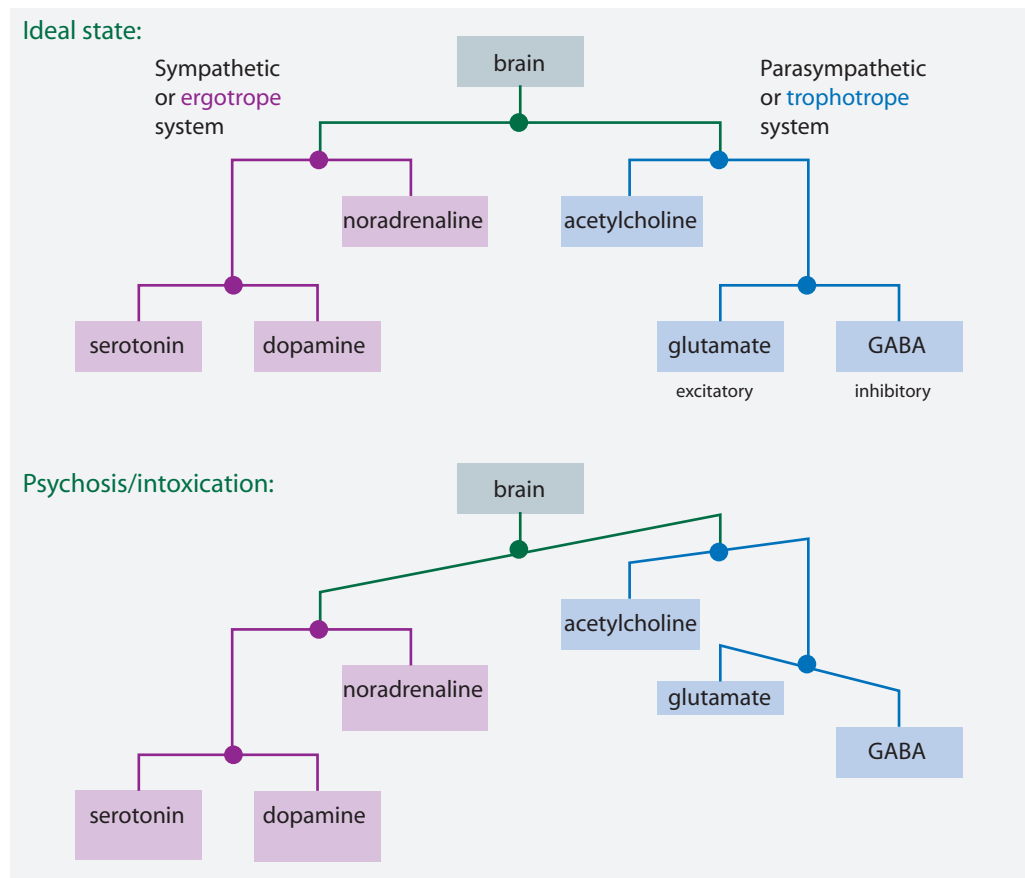 Ideal state:
brain
Sympathetic
or ergotrope
system
Parasympathetic
or trophotrope
system
noradrenaline
acetylcholine
serotonin
dopamine
glutamate
GABA
excitatory
inhibitory
Psychosis/intoxication:
brain
acetylcholine
noradrenaline
glutamate
GABA
serotonin
dopamine